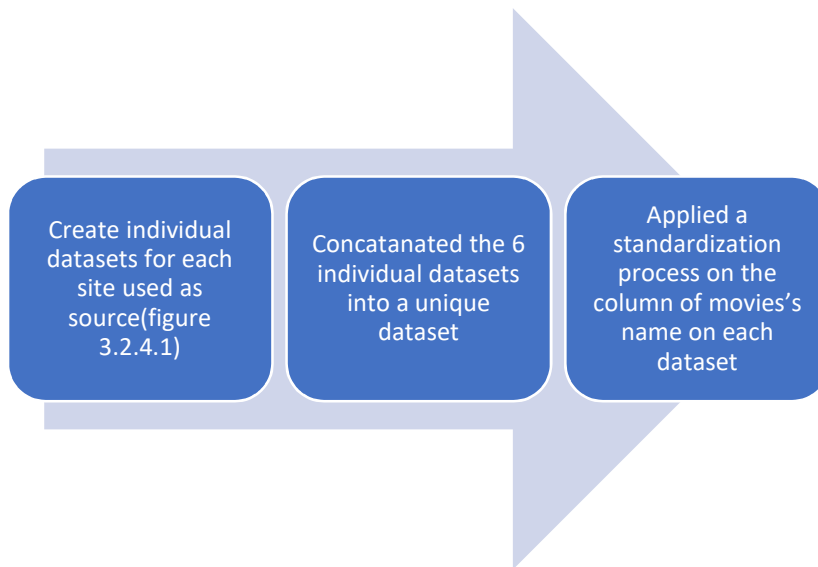 Create individual
datasets for each
site used as
source(figure
3.2.4.1)
Concatanated the 6
individual datasets
into a unique
dataset
Applied a
standardization
process on the
column of movies’s
name on each
dataset